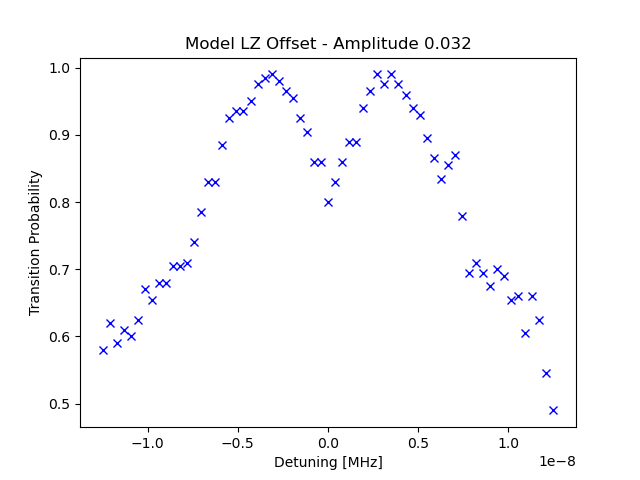 Model LZ Offset - Amplitude 0.032
Transition Probability
1.0
0.9
0.8
0.7
0.6
0.5
−1.0
−0.5
0.0
0.5
1.0
1e−8
Detuning [MHz]